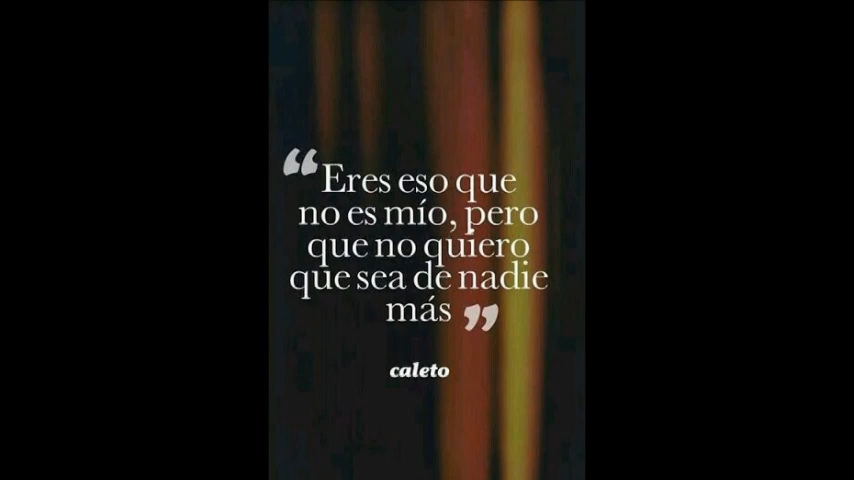 “Eres eso que
no es mío, pero
que no quiero
que sea de nadie
más”
caleto